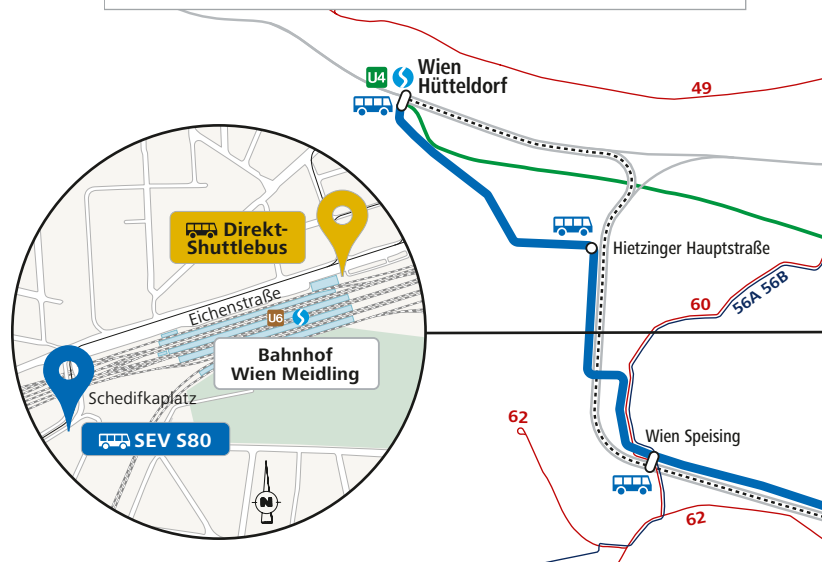 U4
Wien
Hütteldorf
49
Direkt-
Shuttlebus
Hietzinger Hauptstraße
Eichenstraße
60
56A 56B
U6
Bahnhof
Wien Meidling
Schedifkaplatz
SEV S80
62
Wien Speising
N
62